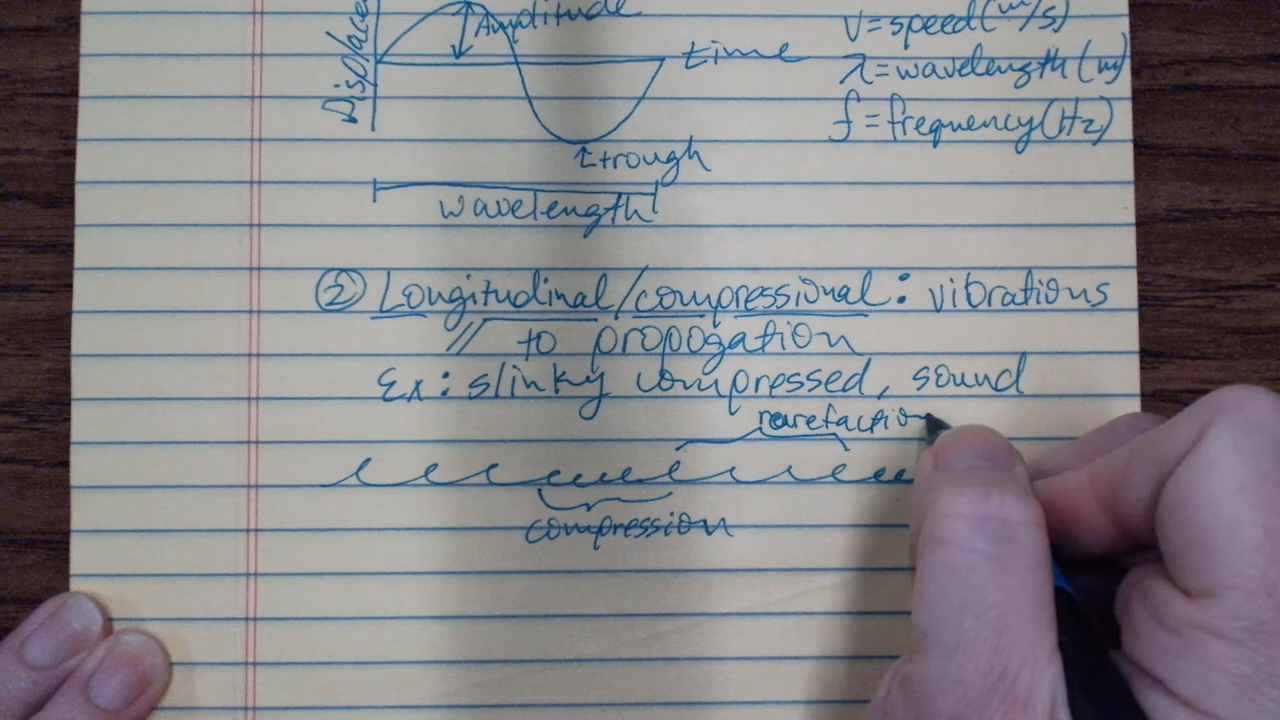 Displace
Amplitude
time
trough
wavelength
v=speed(m/s)
λ=wavelength(m)
f=frequency(Hz)
② Longitudinal/compressional: vibrations
// to propogation
Ex: slinky compressed, sound
rarefaction
compression